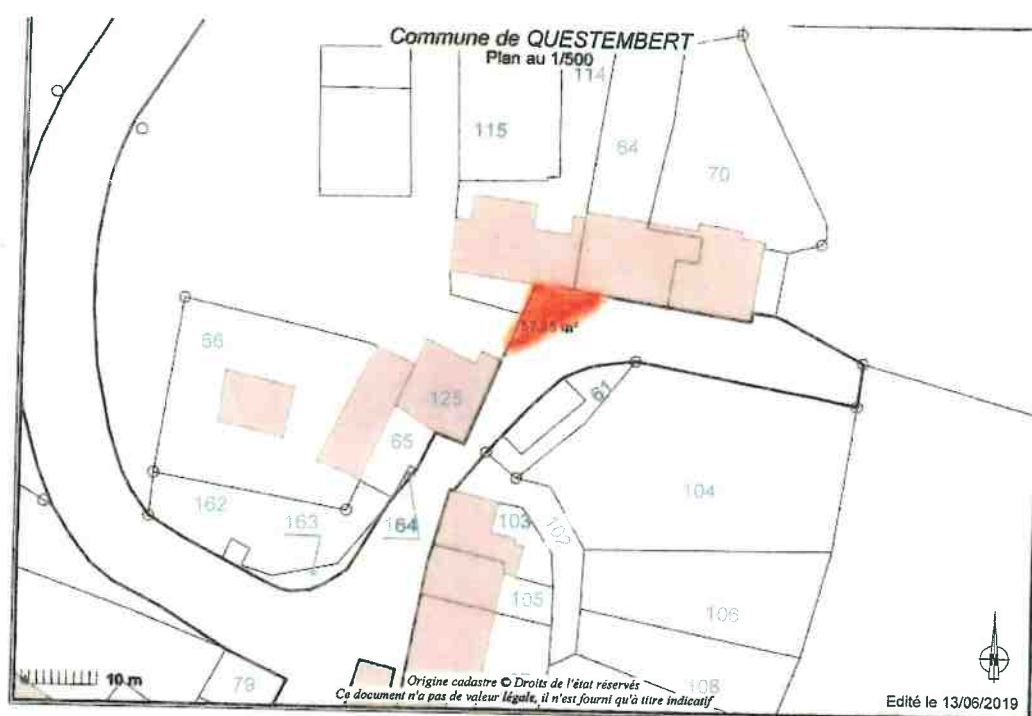 Commune de QUESTEMBERT
Plan au 1/500
114
115
64
70
66
125
65
61
162
163
164
104
103
102
105
106
79
108
10 m
N
Origine cadastre © Droits de l'état réservés
Ce document n'a pas de valeur légale, il n'est fourni qu'à titre indicatif
Edité le 13/06/2019